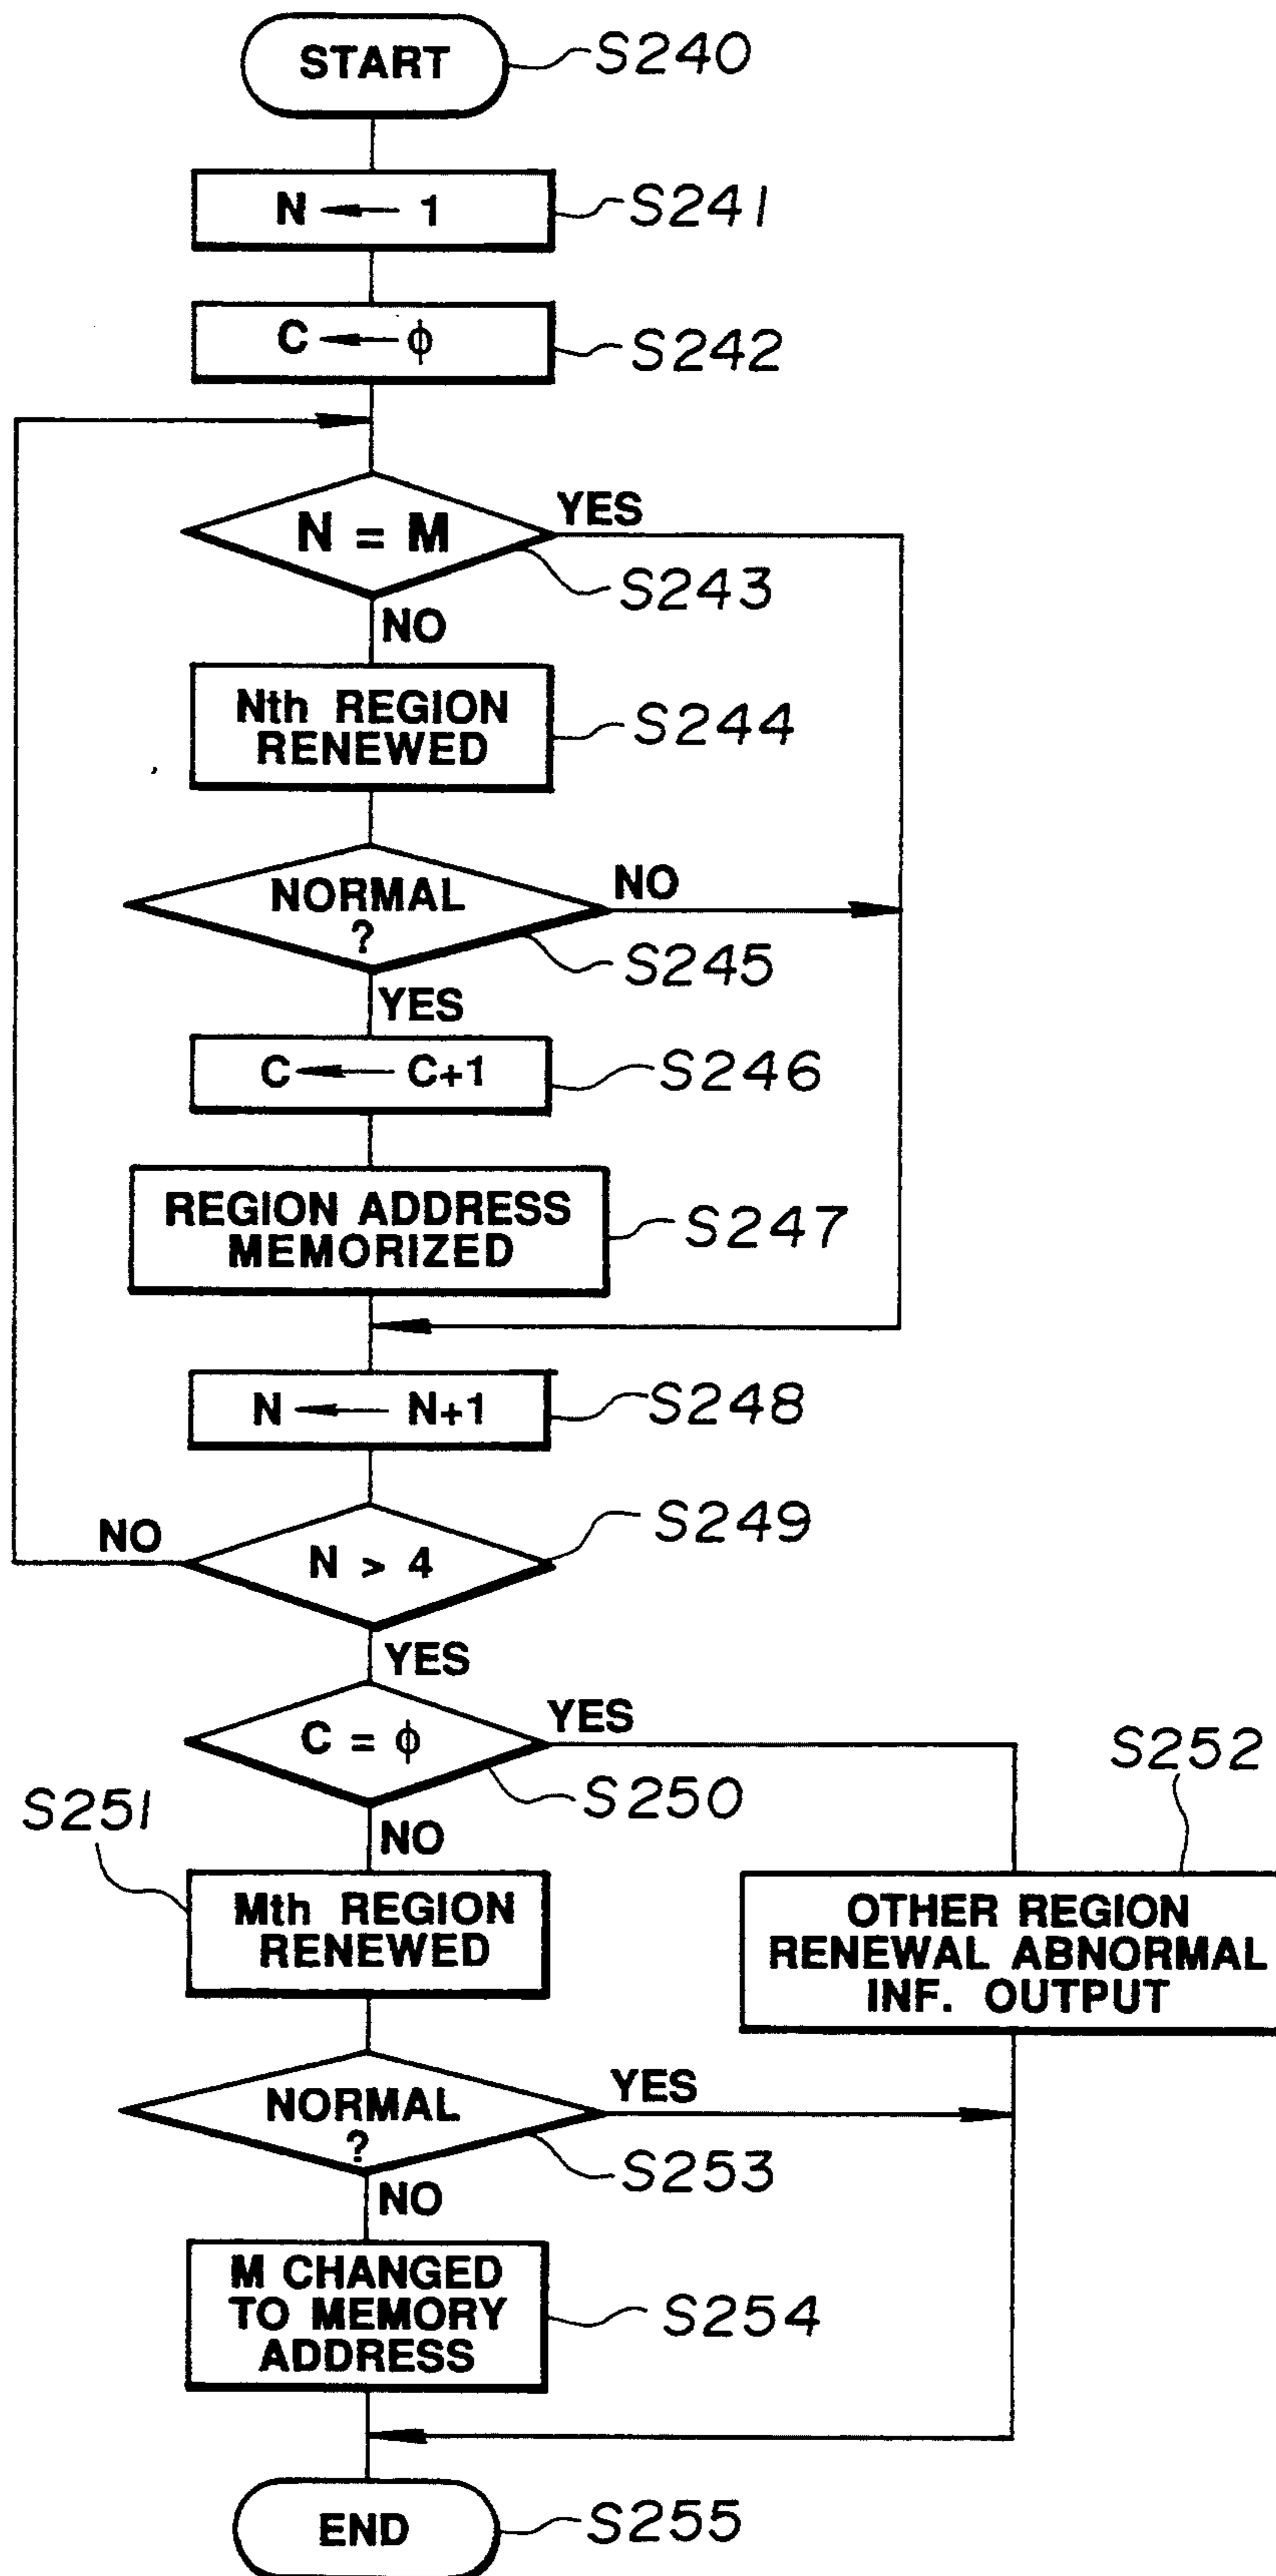 START
S240
N ← 1
S241
C ← ϕ
S242
N = M
YES
S243
NO
Nth REGION
RENEWED
S244
NORMAL
?
NO
S245
YES
C ← C+1
S246
REGION ADDRESS
MEMORIZED
S247
N ← N+1
S248
S249
NO
N > 4
YES
C = ϕ
YES
S250
S252
S251
NO
Mth REGION
RENEWED
OTHER REGION
RENEWAL ABNORMAL
INF. OUTPUT
NORMAL
?
YES
S253
NO
M CHANGED
TO MEMORY
ADDRESS
S254
END
S255